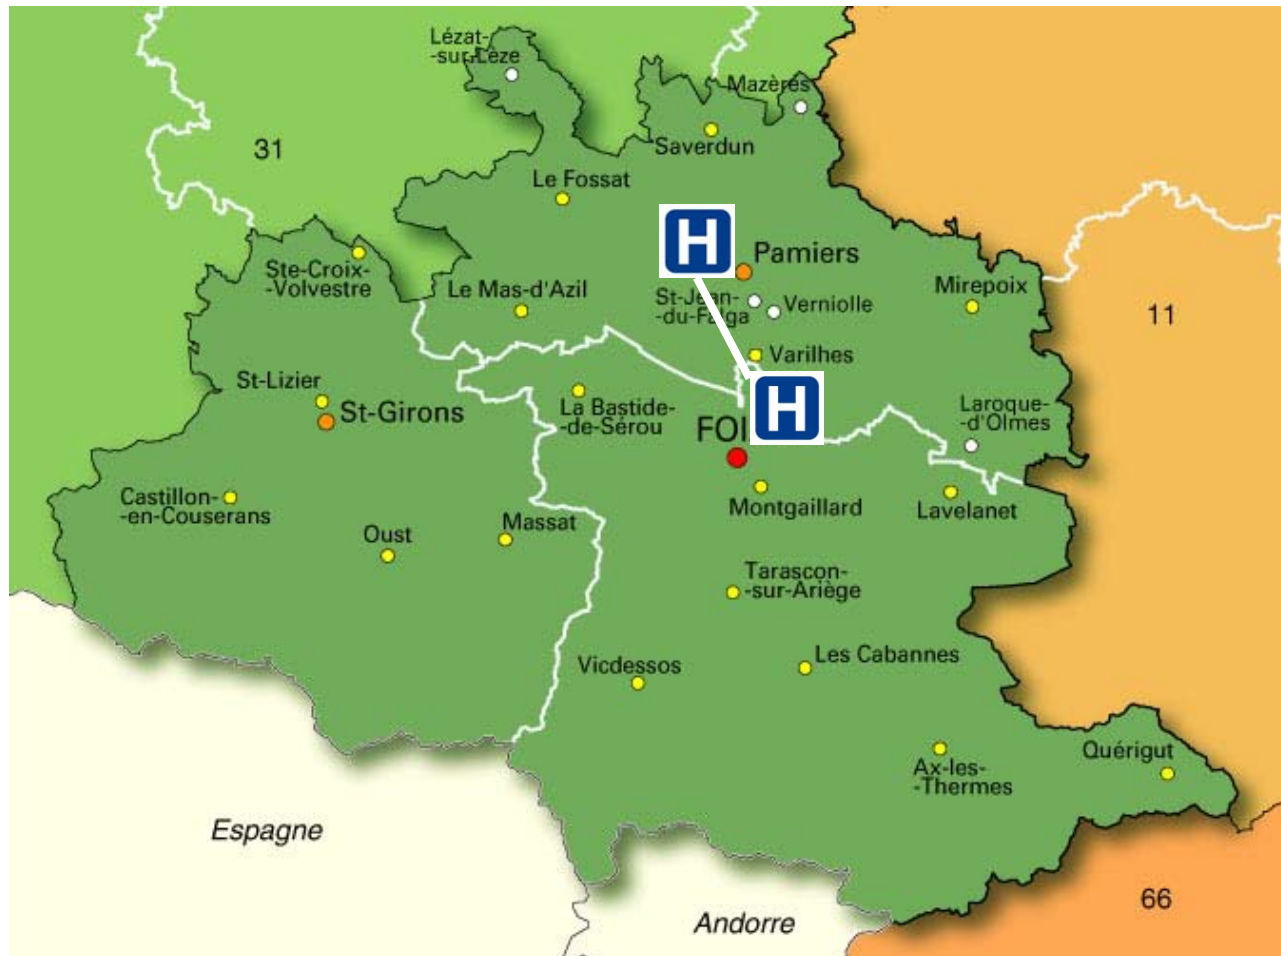 Lézat-
-sur-Lèze
Mazères
31
Saverdun
Le Fossat
H
Pamiers
Ste-Croix-
-Volvestre
Le Mas-d'Azil
St-Jean-
-du-Falga
Verniolle
Mirepoix
11
Varilhes
St-Lizier
St-Girons
La Bastide-
-de-Sérou
FOI
H
Laroque-
-d'Olmes
Castillon-
-en-Couserans
Oust
Massat
Montgaillard
Lavelanet
Tarascon-
-sur-Ariège
Vicdessos
Les Cabannes
Ax-les-
-Thermes
Quérigut
Espagne
Andorre
66